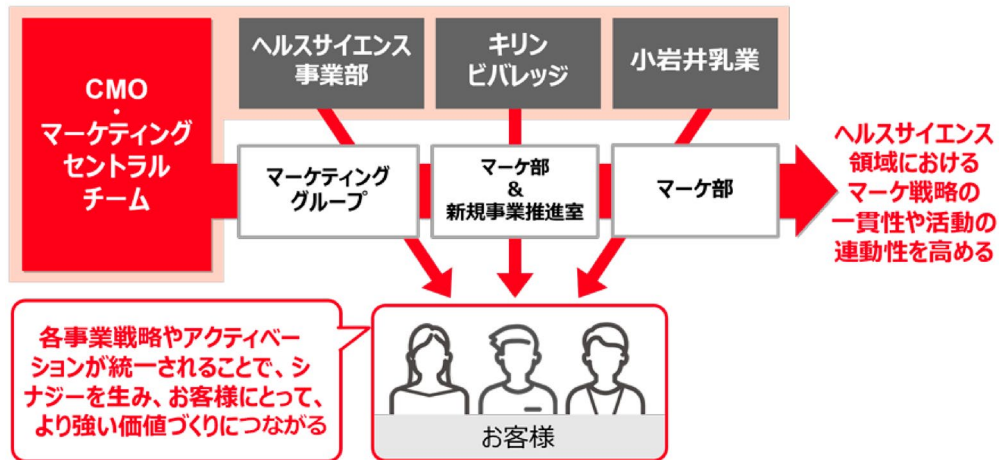 CMO
・
マーケティング
セントラル
チーム
ヘルスサイエンス
事業部
キリン
ビバレッジ
小岩井乳業
マーケティング
グループ
マーケ部
&
新規事業推進室
マーケ部
ヘルスサイエンス
領域における
マーケ戦略の
一貫性や活動の
連動性を高める
各事業戦略やアクティベー
ションが統一されることで、シ
ナジーを生み、お客様にとって、
より強い価値づくりにつながる
お客様